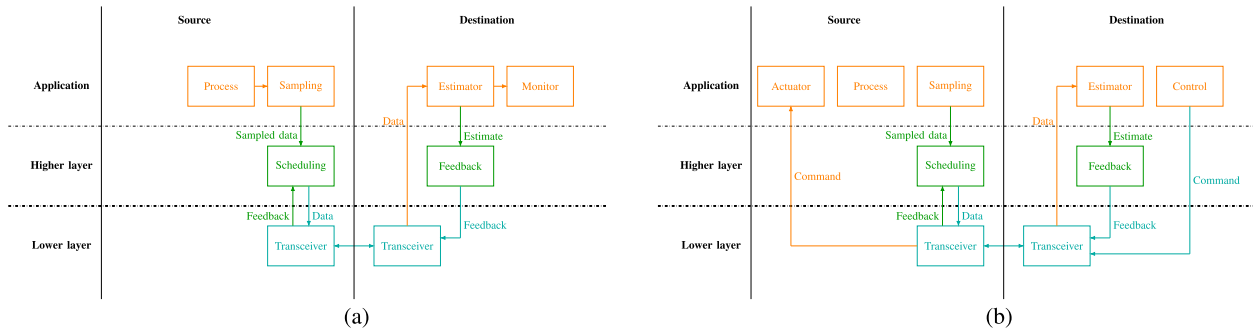 Source Destination
Application Process Sampling Estimator Monitor
Sampled data Data Estimate
Higher layer Scheduling Feedback
Feedback Data Feedback
Lower layer Transceiver Transceiver
(a)
Source Destination
Application Actuator Process Sampling Estimator Control
Sampled data Data Estimate
Higher layer Command Scheduling Feedback Command
Feedback Data Feedback
Lower layer Transceiver Transceiver
(b)